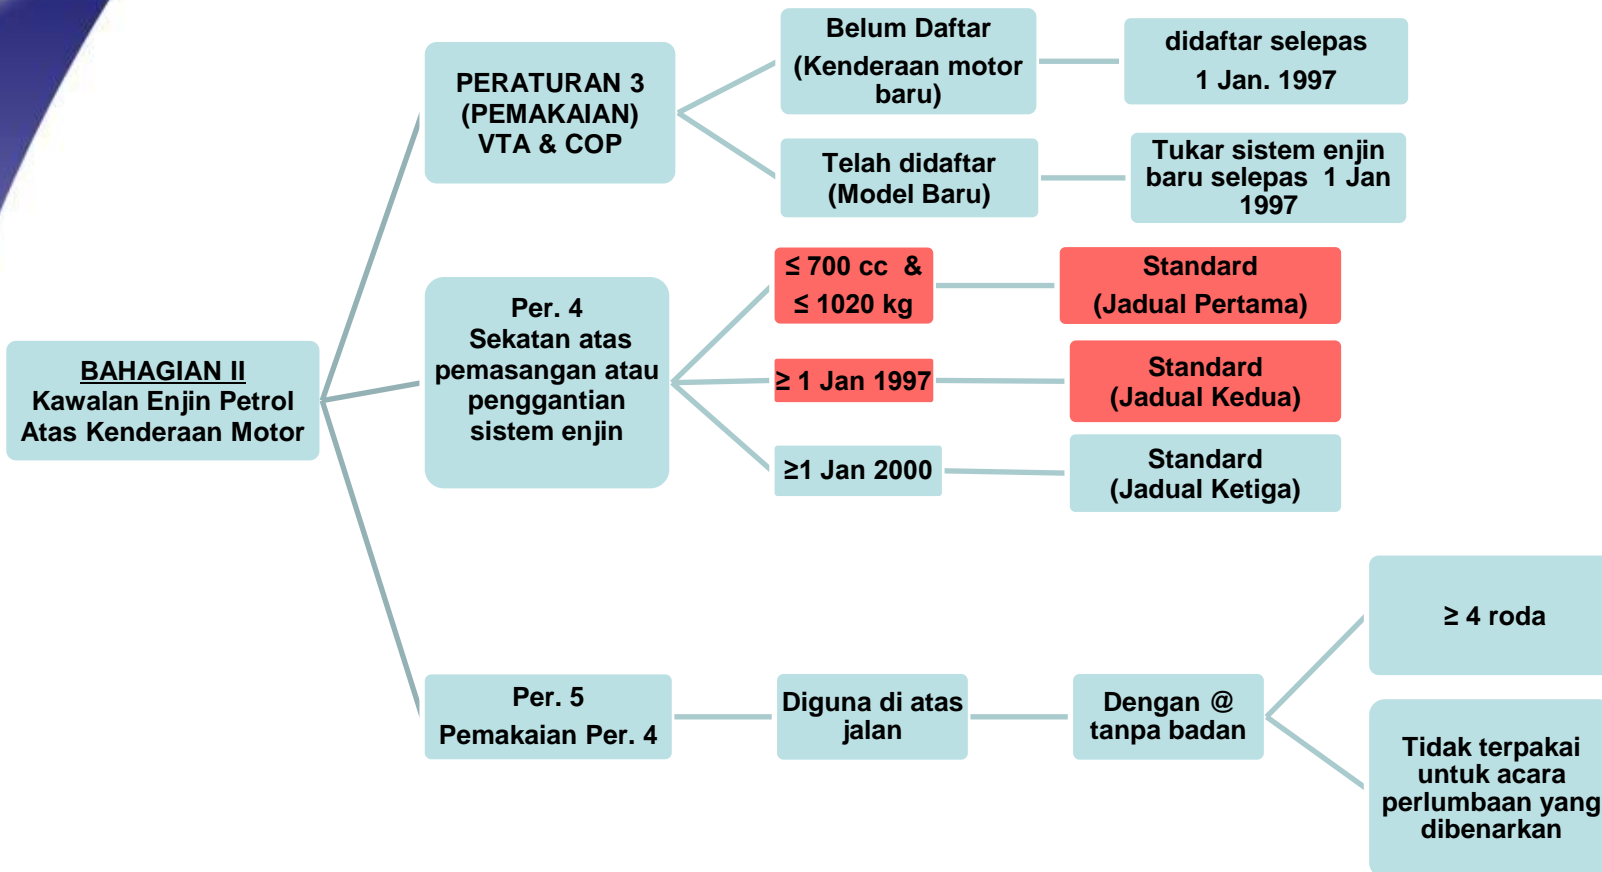 BAHAGIAN II
Kawalan Enjin Petrol
Atas Kenderaan Motor
PERATURAN 3
(PEMAKAIAN)
VTA & COP
Belum Daftar
(Kenderaan motor
baru)
didaftar selepas
1 Jan. 1997
Telah didaftar
(Model Baru)
Tukar sistem enjin
baru selepas 1 Jan
1997
Per. 4
Sekatan atas
pemasangan atau
penggantian
sistem enjin
≤ 700 cc &
≤ 1020 kg
Standard
(Jadual Pertama)
≥ 1 Jan 1997
Standard
(Jadual Kedua)
≥1 Jan 2000
Standard
(Jadual Ketiga)
Per. 5
Pemakaian Per. 4
Diguna di atas
jalan
Dengan @
tanpa badan
≥ 4 roda
Tidak terpakai
untuk acara
perlumbaan yang
dibenarkan